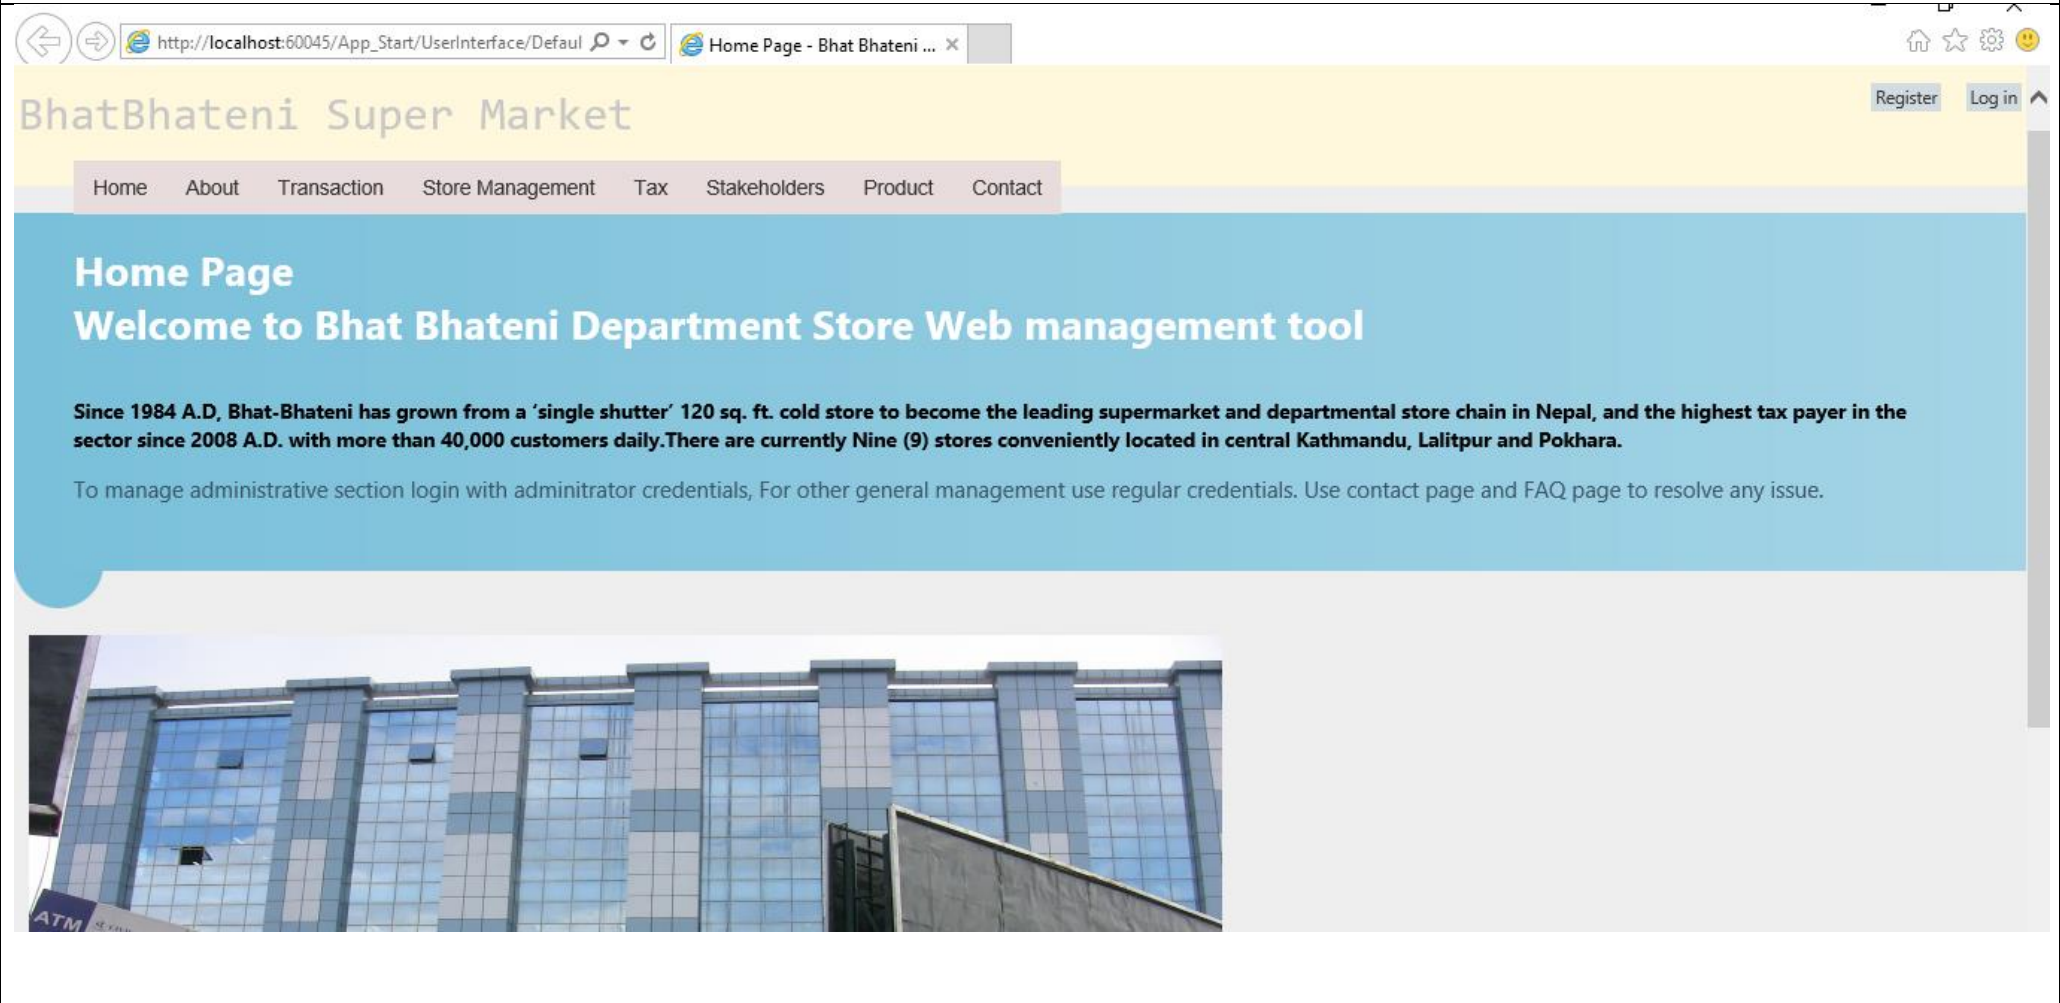 http://localhost:60045/App_Start/UserInterface/Defaul
Home Page - Bhat Bhateni ...
BhatBhateni Super Market
Register Log in
Home About Transaction Store Management Tax Stakeholders Product Contact
Home Page
Welcome to Bhat Bhateni Department Store Web management tool
Since 1984 A.D, Bhat-Bhateni has grown from a ‘single shutter’ 120 sq. ft. cold store to become the leading supermarket and departmental store chain in Nepal, and the highest tax payer in the
sector since 2008 A.D. with more than 40,000 customers daily.There are currently Nine (9) stores conveniently located in central Kathmandu, Lalitpur and Pokhara.
To manage administrative section login with adminitrator credentials, For other general management use regular credentials. Use contact page and FAQ page to resolve any issue.
ATM